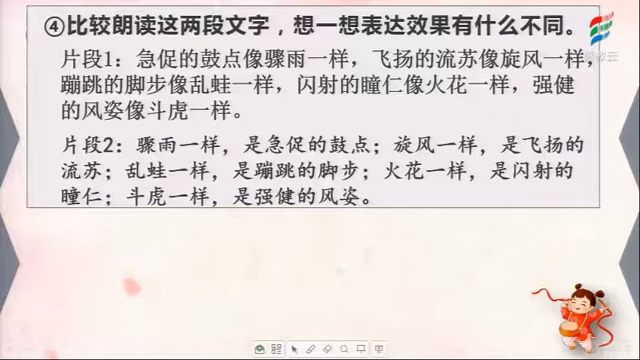 ④比较朗读这两段文字，想一想表达效果有什么不同。
片段1：急促的鼓点像骤雨一样，飞扬的流苏像旋风一样，
蹦跳的脚步像乱蛙一样，闪射的瞳仁像火花一样，强健
的风姿像斗虎一样。
片段2：骤雨一样，是急促的鼓点；旋风一样，是飞扬的
流苏；乱蛙一样，是蹦跳的脚步；火花一样，是闪射的
瞳仁；斗虎一样，是强健的风姿。